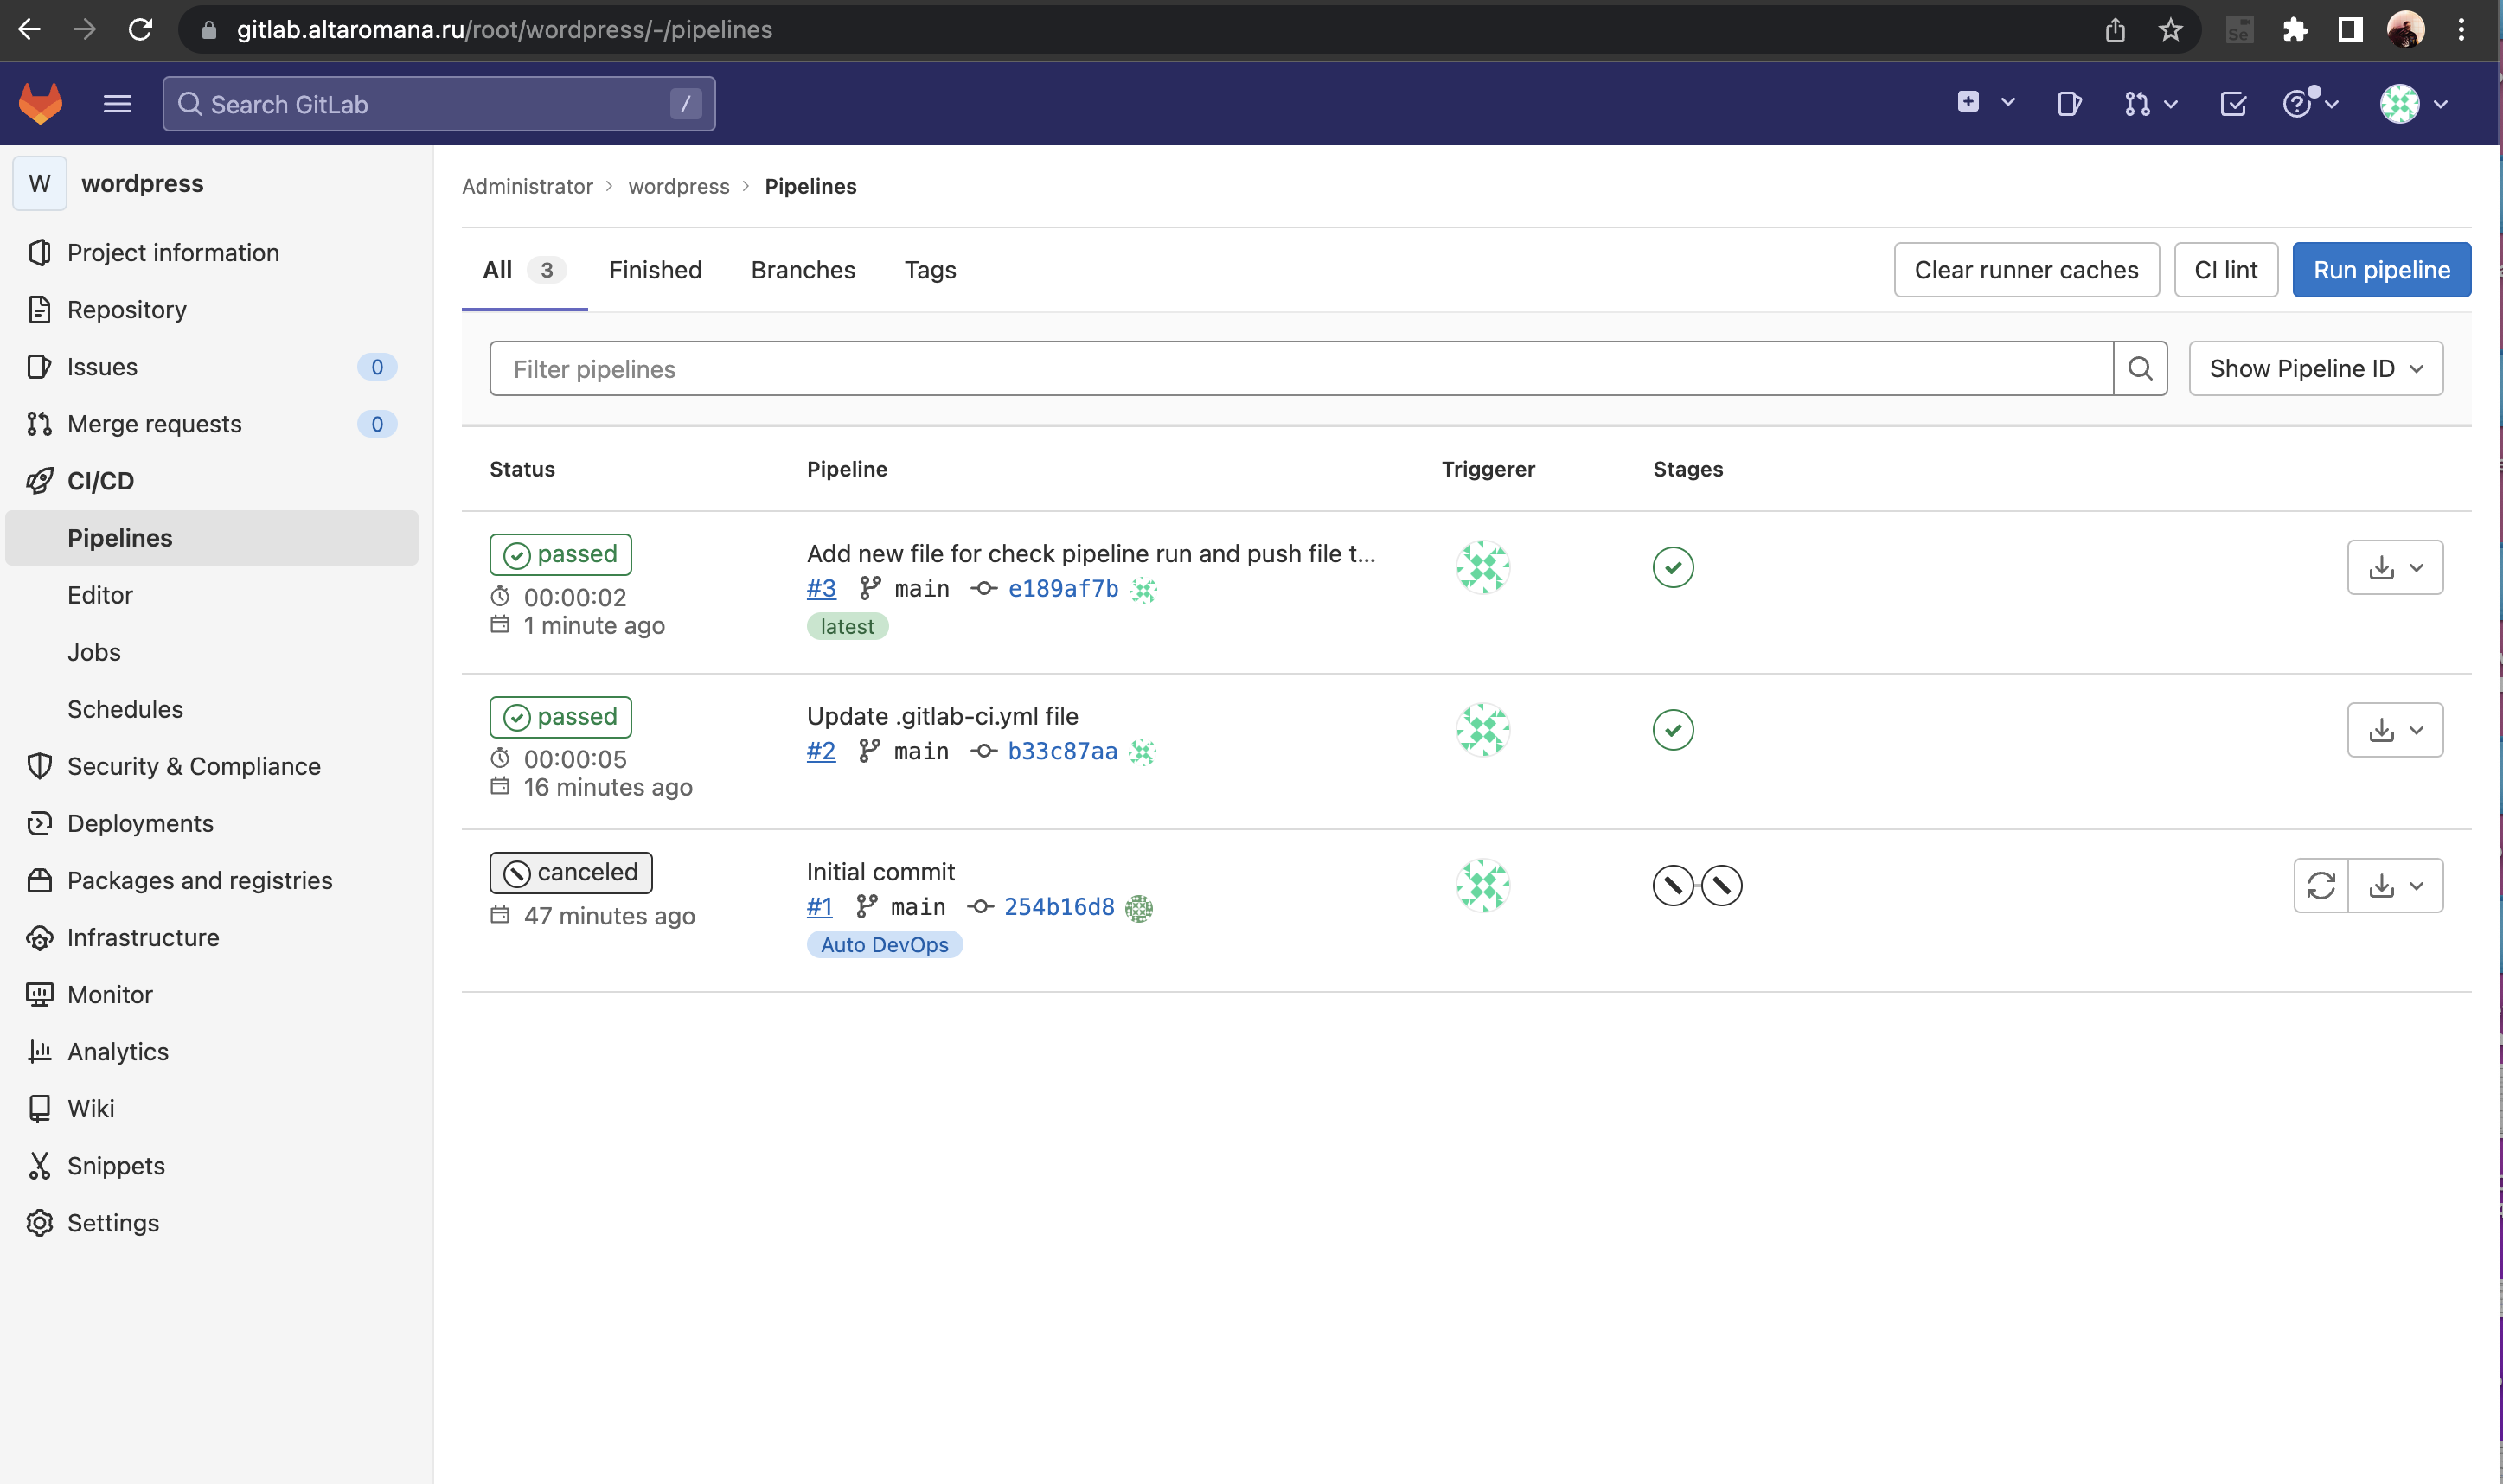 gitlab.altaromana.ru/root/wordpress/-/pipelines
Se
Search GitLab /
W wordpress
Project information
Repository
Issues 0
Merge requests 0
CI/CD
Pipelines
Editor
Jobs
Schedules
Security & Compliance
Deployments
Packages and registries
Infrastructure
Monitor
Analytics
Wiki
Snippets
Settings
Administrator > wordpress > Pipelines
All 3 Finished Branches Tags
Clear runner caches CI lint Run pipeline
Filter pipelines Show Pipeline ID
Status Pipeline Triggerer Stages
passed
00:00:02
1 minute ago
Add new file for check pipeline run and push file t...
#3 main e189af7b
latest
passed
00:00:05
16 minutes ago
Update .gitlab-ci.yml file
#2 main b33c87aa
canceled
47 minutes ago
Initial commit
#1 main 254b16d8
Auto DevOps